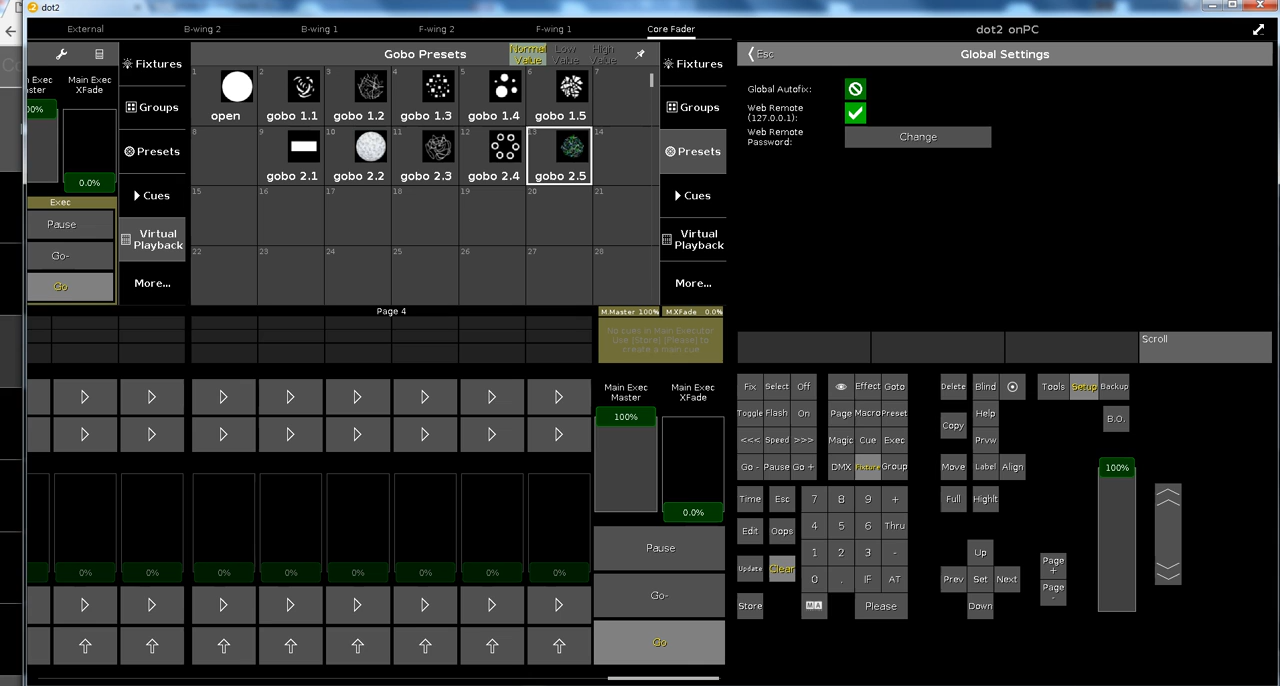 dot2
External
B-wing 2
B-wing 1
F-wing 2
F-wing 1
Core Fader
dot2 onPC
Main Exec
XFade
0.0%
Exec
Pause
Go-
Go
Fixtures
Groups
Presets
Cues
Virtual
Playback
More...
Gobo Presets
Normal
Value
Low
Value
High
Value
1
2
3
4
5
6
7
open
gobo 1.1
gobo 1.2
gobo 1.3
gobo 1.4
gobo 1.5
8
9
10
11
12
13
14
gobo 2.1
gobo 2.2
gobo 2.3
gobo 2.4
gobo 2.5
15
16
17
18
19
20
21
22
23
24
25
26
27
28
Fixtures
Groups
Presets
Cues
Virtual
Playback
More...
Esc
Global Settings
Global Autofix:
Web Remote
(127.0.0.1):
Web Remote
Password:
Change
Page 4
M.Master 100%
M.XFade 0.0%
No cues in Main Executor
Use [Store] [Please] to
create a main cue
Scroll
Main Exec
Master
Main Exec
XFade
100%
0.0%
0%
0%
0%
0%
0%
0%
0%
0%
Pause
Go-
Go
Fix Select Off
Effect Goto
Delete Blind
Tools Setup Backup
Toggle Flash On
Page Macro Preset
Help
B.O.
Copy
<<< Speed >>>
Magic Cue Exec
Prvw
Go - Pause Go +
DMX Fixture Group
Move Label Align
100%
Time Esc 7 8 9 +
Full Highlt
Edit Oops 4 5 6 Thru
Update Clear 1 2 3 -
Up
Page
+
0 . IF AT
Prev Set Next
Page
-
Store MA Please
Down